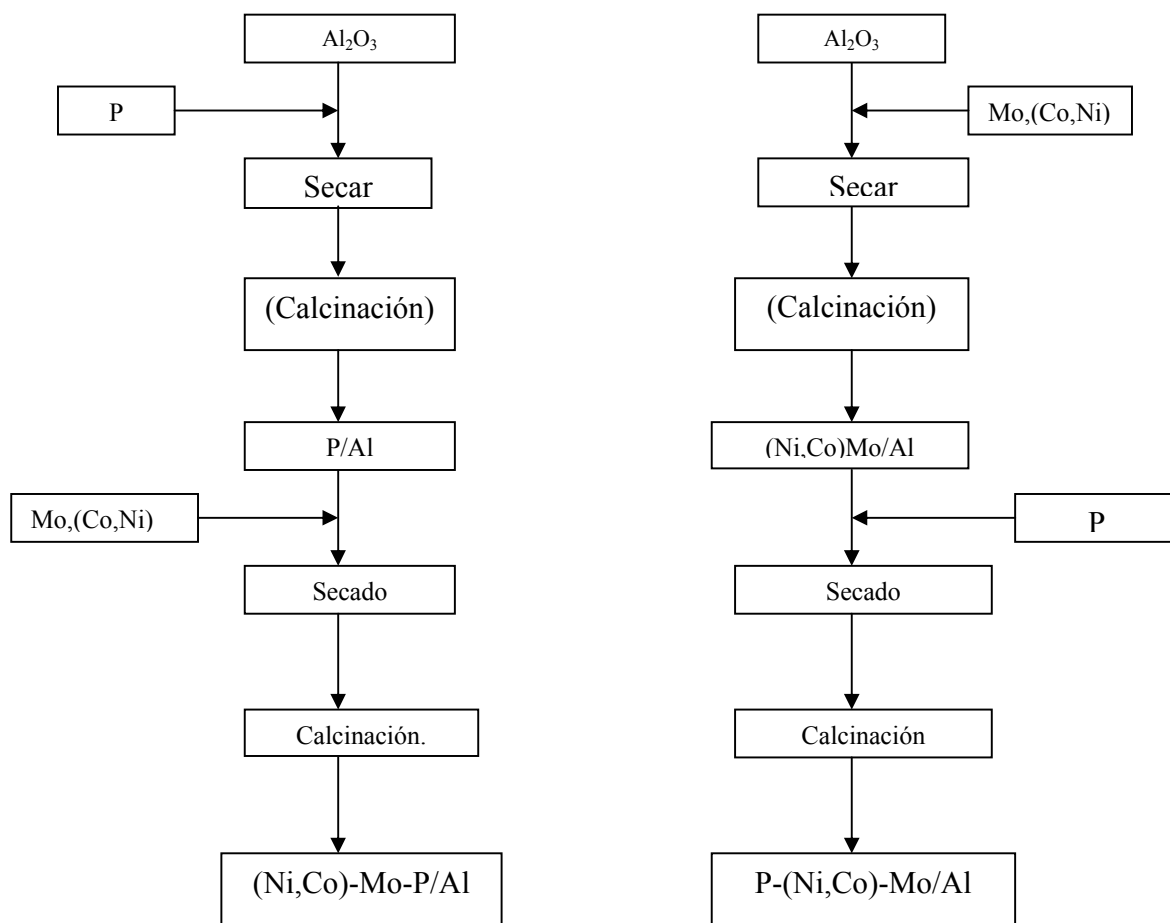 Al₂O₃
P
Secar
(Calcinación)
P/Al
Mo,(Co,Ni)
Secado
Calcinación.
(Ni,Co)-Mo-P/Al
Al₂O₃
Mo,(Co,Ni)
Secar
(Calcinación)
(Ni,Co)Mo/Al
P
Secado
Calcinación
P-(Ni,Co)-Mo/Al